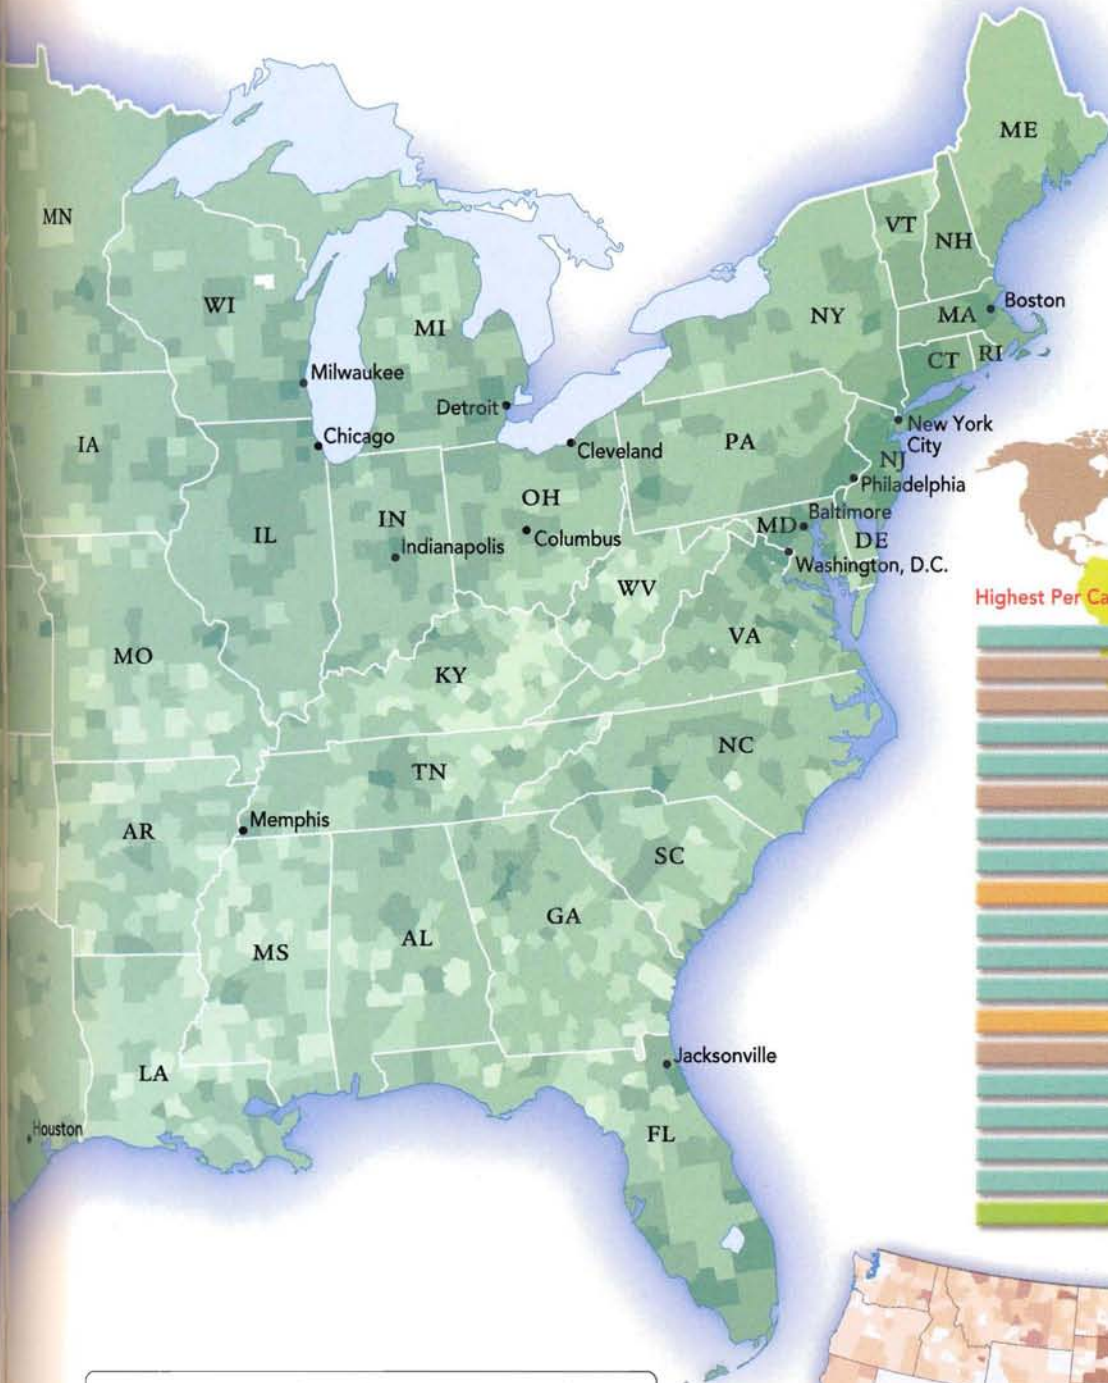 ME
MN
VT
NH
WI
MI
NY
MA
Boston
CT
RI
Milwaukee
Detroit
New York
City
Chicago
Cleveland
IA
PA
NJ
Philadelphia
OH
IN
IL
Columbus
Indianapolis
MD
Baltimore
DE
Washington, D.C.
WV
Highest Per Ca
VA
MO
KY
NC
TN
Memphis
AR
SC
GA
AL
MS
Jacksonville
LA
Houston
FL